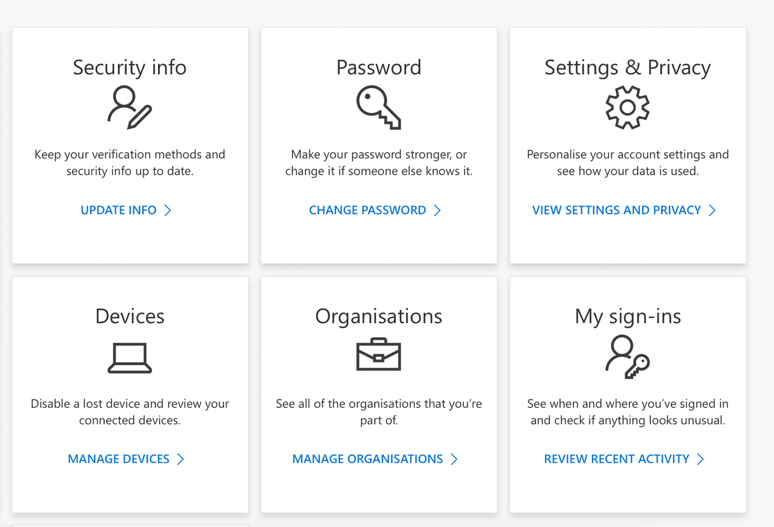 Security info
Keep your verification methods and
security info up to date.
UPDATE INFO
Password
Make your password stronger, or
change it if someone else knows it.
CHANGE PASSWORD
Settings & Privacy
Personalise your account settings and
see how your data is used.
VIEW SETTINGS AND PRIVACY
Devices
Disable a lost device and review your
connected devices.
MANAGE DEVICES
Organisations
See all of the organisations that you’re
part of.
MANAGE ORGANISATIONS
My sign-ins
See when and where you’ve signed in
and check if anything looks unusual.
REVIEW RECENT ACTIVITY